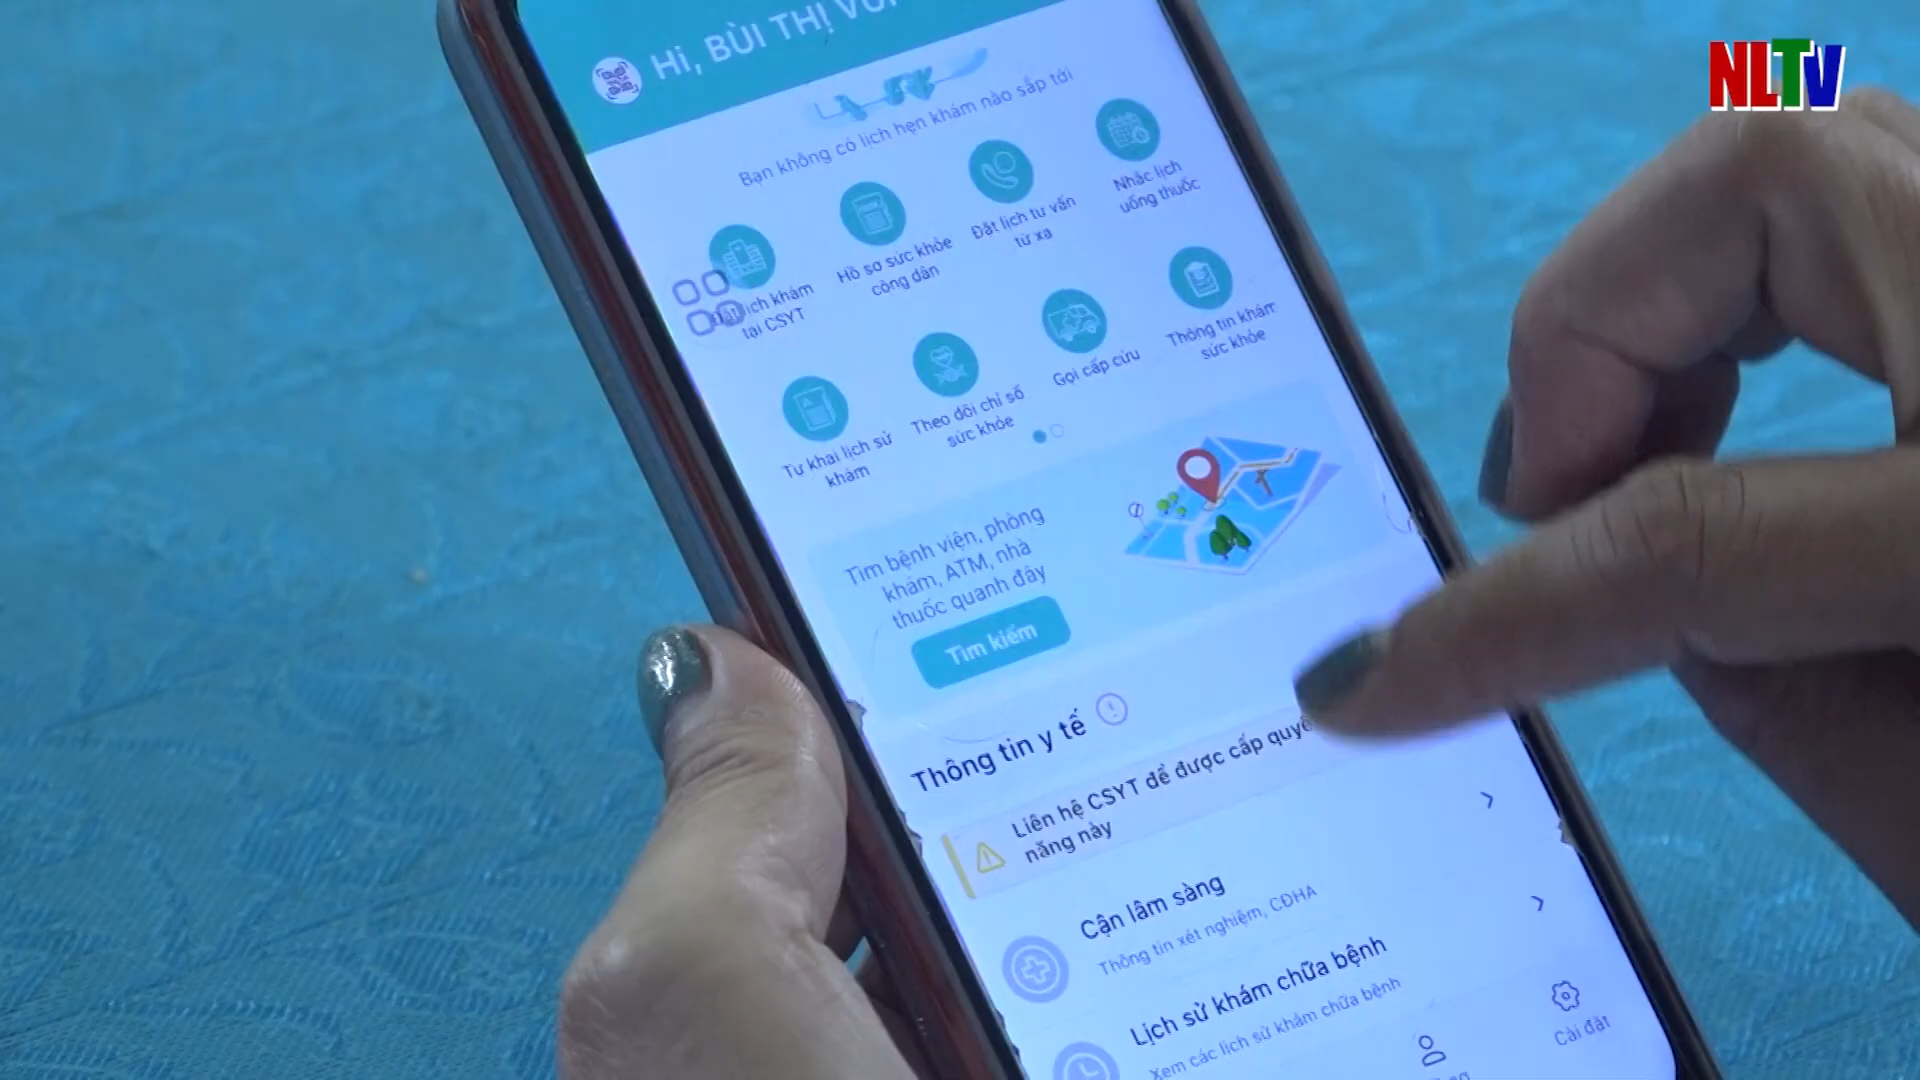 NLTV
Hi, BÙI THỊ
Bạn không có lịch hẹn khám nào sắp tới
Đặt lịch khám
tại CSYT
Hồ sơ sức khỏe
công dân
Đặt lịch tư vấn
từ xa
Nhắc lịch
uống thuốc
Tự khai lịch sử
khám
Theo dõi chỉ số
sức khỏe
Gọi cấp cứu
Thông tin khám
sức khỏe
Tìm bệnh viện, phòng
khám, ATM, nhà
thuốc quanh đây
Tìm kiếm
Thông tin y tế
Liên hệ CSYT để được cấp
năng này
Cận lâm sàng
Thông tin xét nghiệm, CĐHA
Lịch sử khám chữa bệnh
Xem các lịch sử khám chữa bệnh
Cài đặt